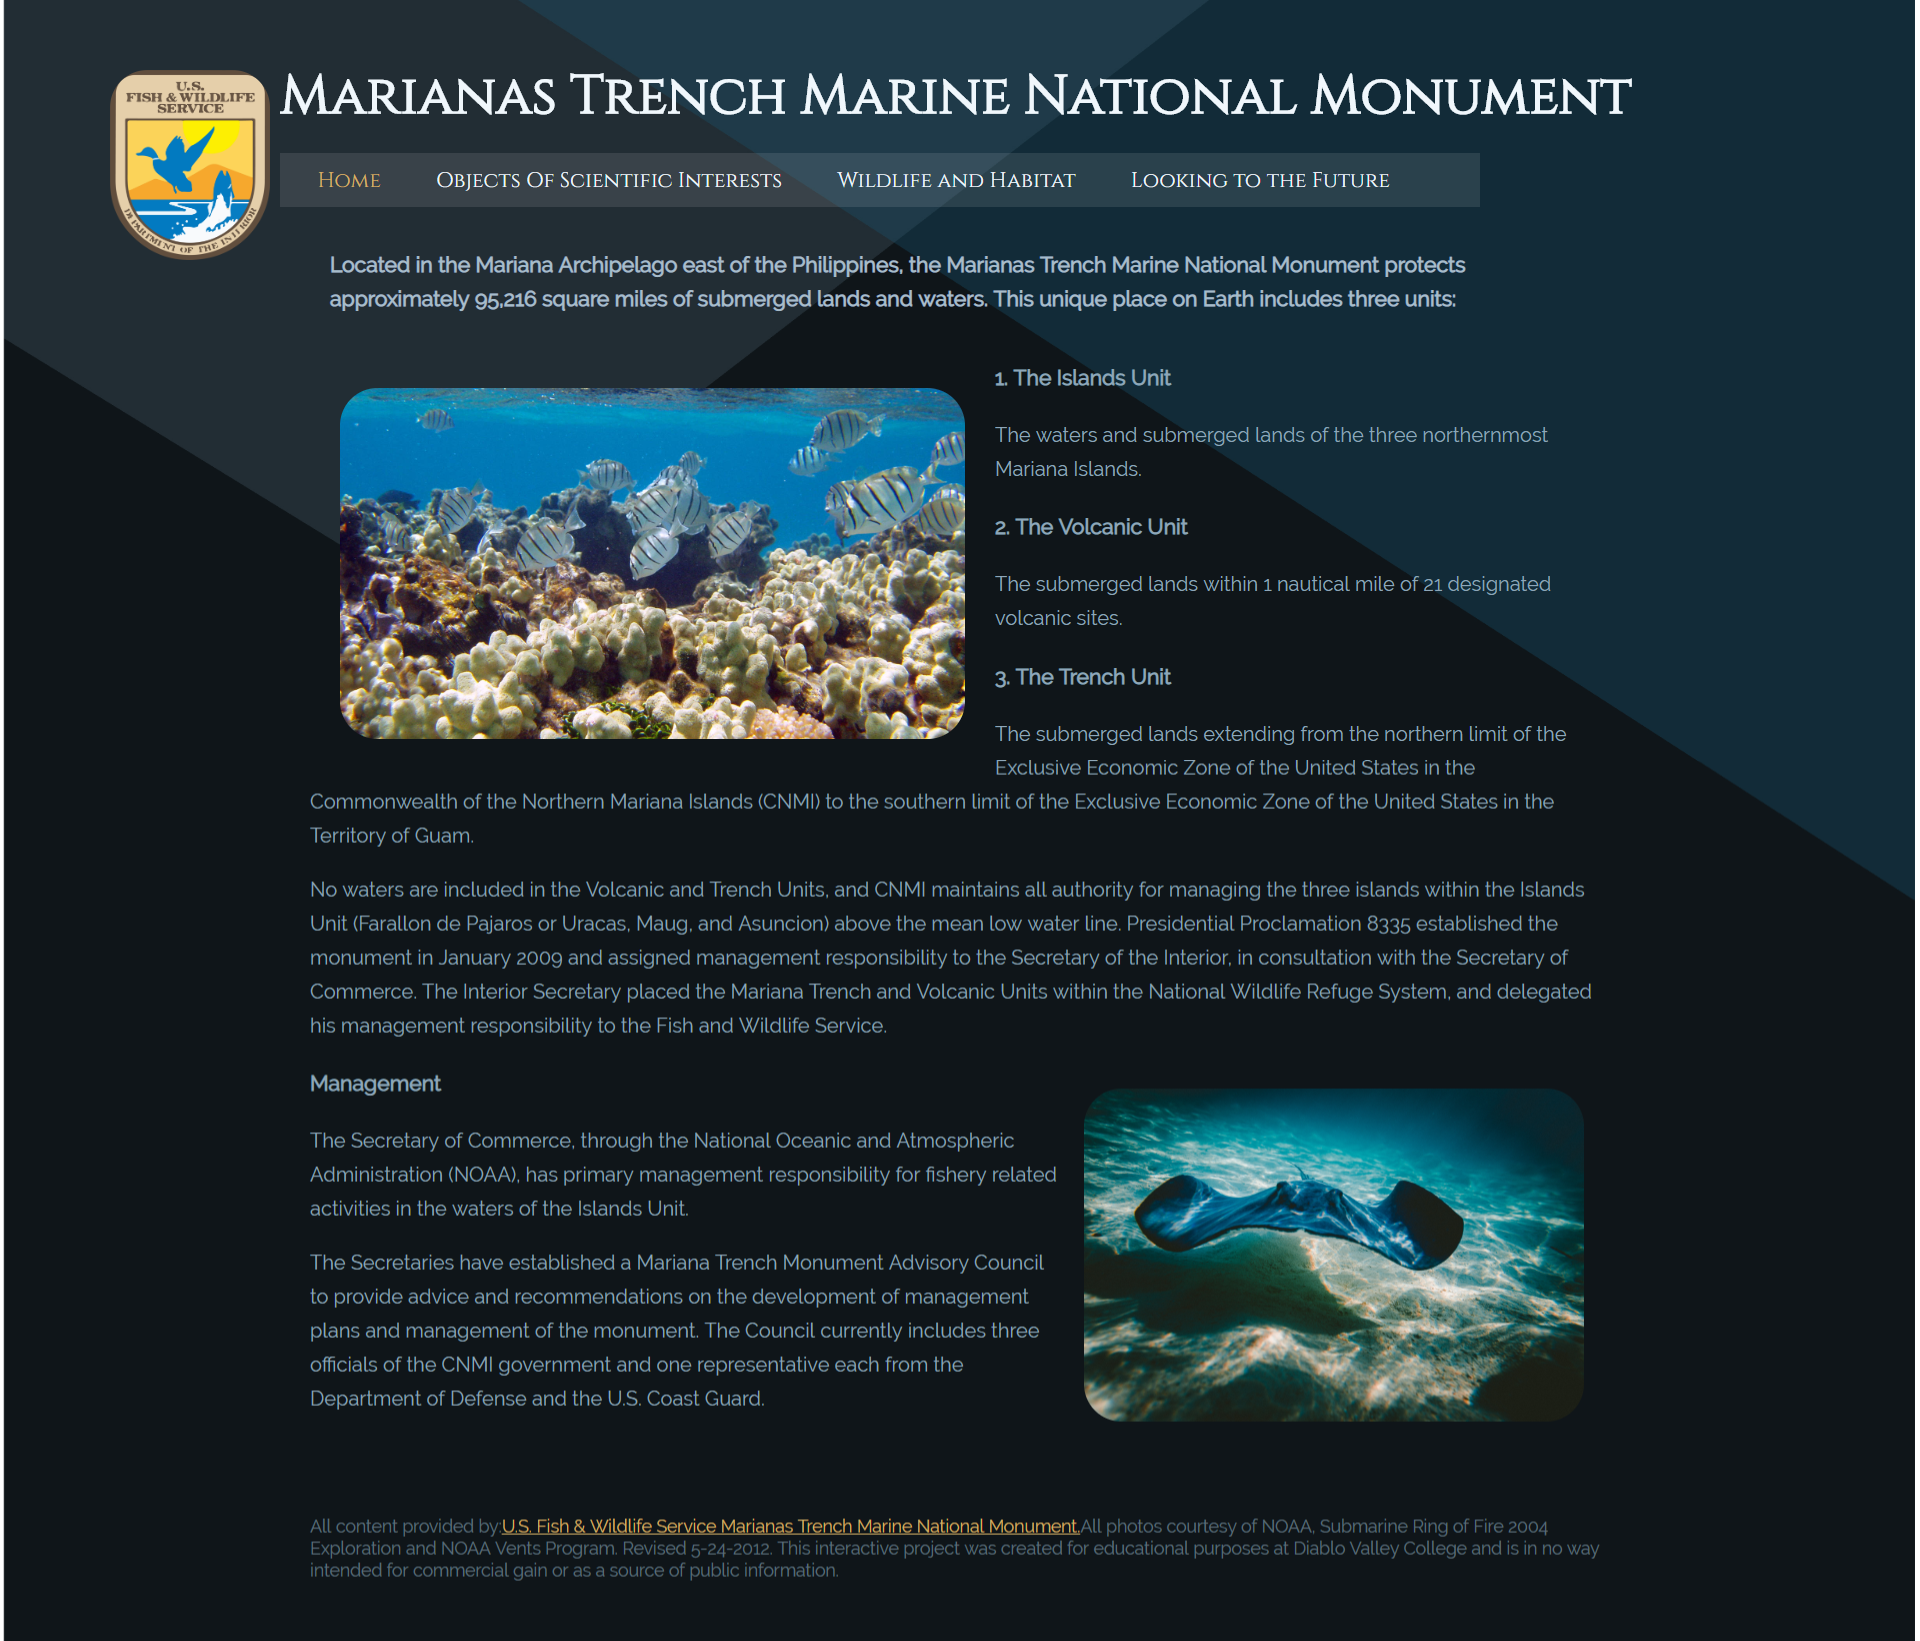 U.S.
FISH & WILDLIFE
SERVICE
DEPARTMENT OF THE INTERIOR
Marianas Trench Marine National Monument
Home
Objects Of Scientific Interests
Wildlife and Habitat
Looking to the Future
Located in the Mariana Archipelago east of the Philippines, the Marianas Trench Marine National Monument protects
approximately 95,216 square miles of submerged lands and waters. This unique place on Earth includes three units:
1. The Islands Unit
The waters and submerged lands of the three northernmost
Mariana Islands.
2. The Volcanic Unit
The submerged lands within 1 nautical mile of 21 designated
volcanic sites.
3. The Trench Unit
The submerged lands extending from the northern limit of the
Exclusive Economic Zone of the United States in the
Commonwealth of the Northern Mariana Islands (CNMI) to the southern limit of the Exclusive Economic Zone of the United States in the
Territory of Guam.
No waters are included in the Volcanic and Trench Units, and CNMI maintains all authority for managing the three islands within the Islands
Unit (Farallon de Pajaros or Uracas, Maug, and Asuncion) above the mean low water line. Presidential Proclamation 8335 established the
monument in January 2009 and assigned management responsibility to the Secretary of the Interior, in consultation with the Secretary of
Commerce. The Interior Secretary placed the Mariana Trench and Volcanic Units within the National Wildlife Refuge System, and delegated
his management responsibility to the Fish and Wildlife Service.
Management
The Secretary of Commerce, through the National Oceanic and Atmospheric
Administration (NOAA), has primary management responsibility for fishery related
activities in the waters of the Islands Unit.
The Secretaries have established a Mariana Trench Monument Advisory Council
to provide advice and recommendations on the development of management
plans and management of the monument. The Council currently includes three
officials of the CNMI government and one representative each from the
Department of Defense and the U.S. Coast Guard.
All content provided by:U.S. Fish & Wildlife Service Marianas Trench Marine National Monument.All photos courtesy of NOAA, Submarine Ring of Fire 2004
Exploration and NOAA Vents Program. Revised 5-24-2012. This interactive project was created for educational purposes at Diablo Valley College and is in no way
intended for commercial gain or as a source of public information.